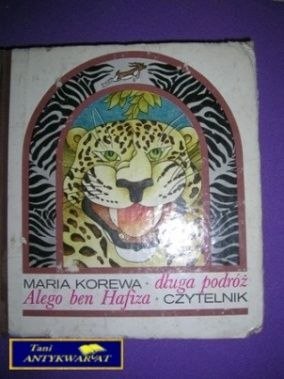 MARIA KOREWA · długa podróż
Alego ben Hafiza · CZYTELNIK
Tani
ANTYKWARIAT